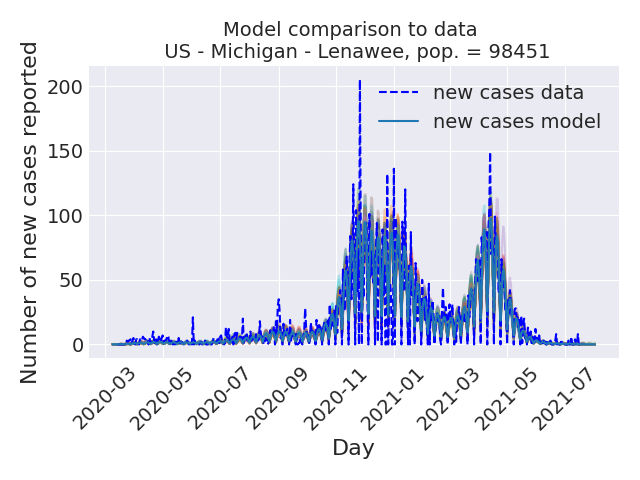 Model comparison to data
US - Michigan - Lenawee, pop. = 98451
Number of new cases reported
200
150
100
50
0
new cases data
new cases model
2020-03
2020-05
2020-07
2020-09
2020-11
2021-01
2021-03
2021-05
2021-07
Day